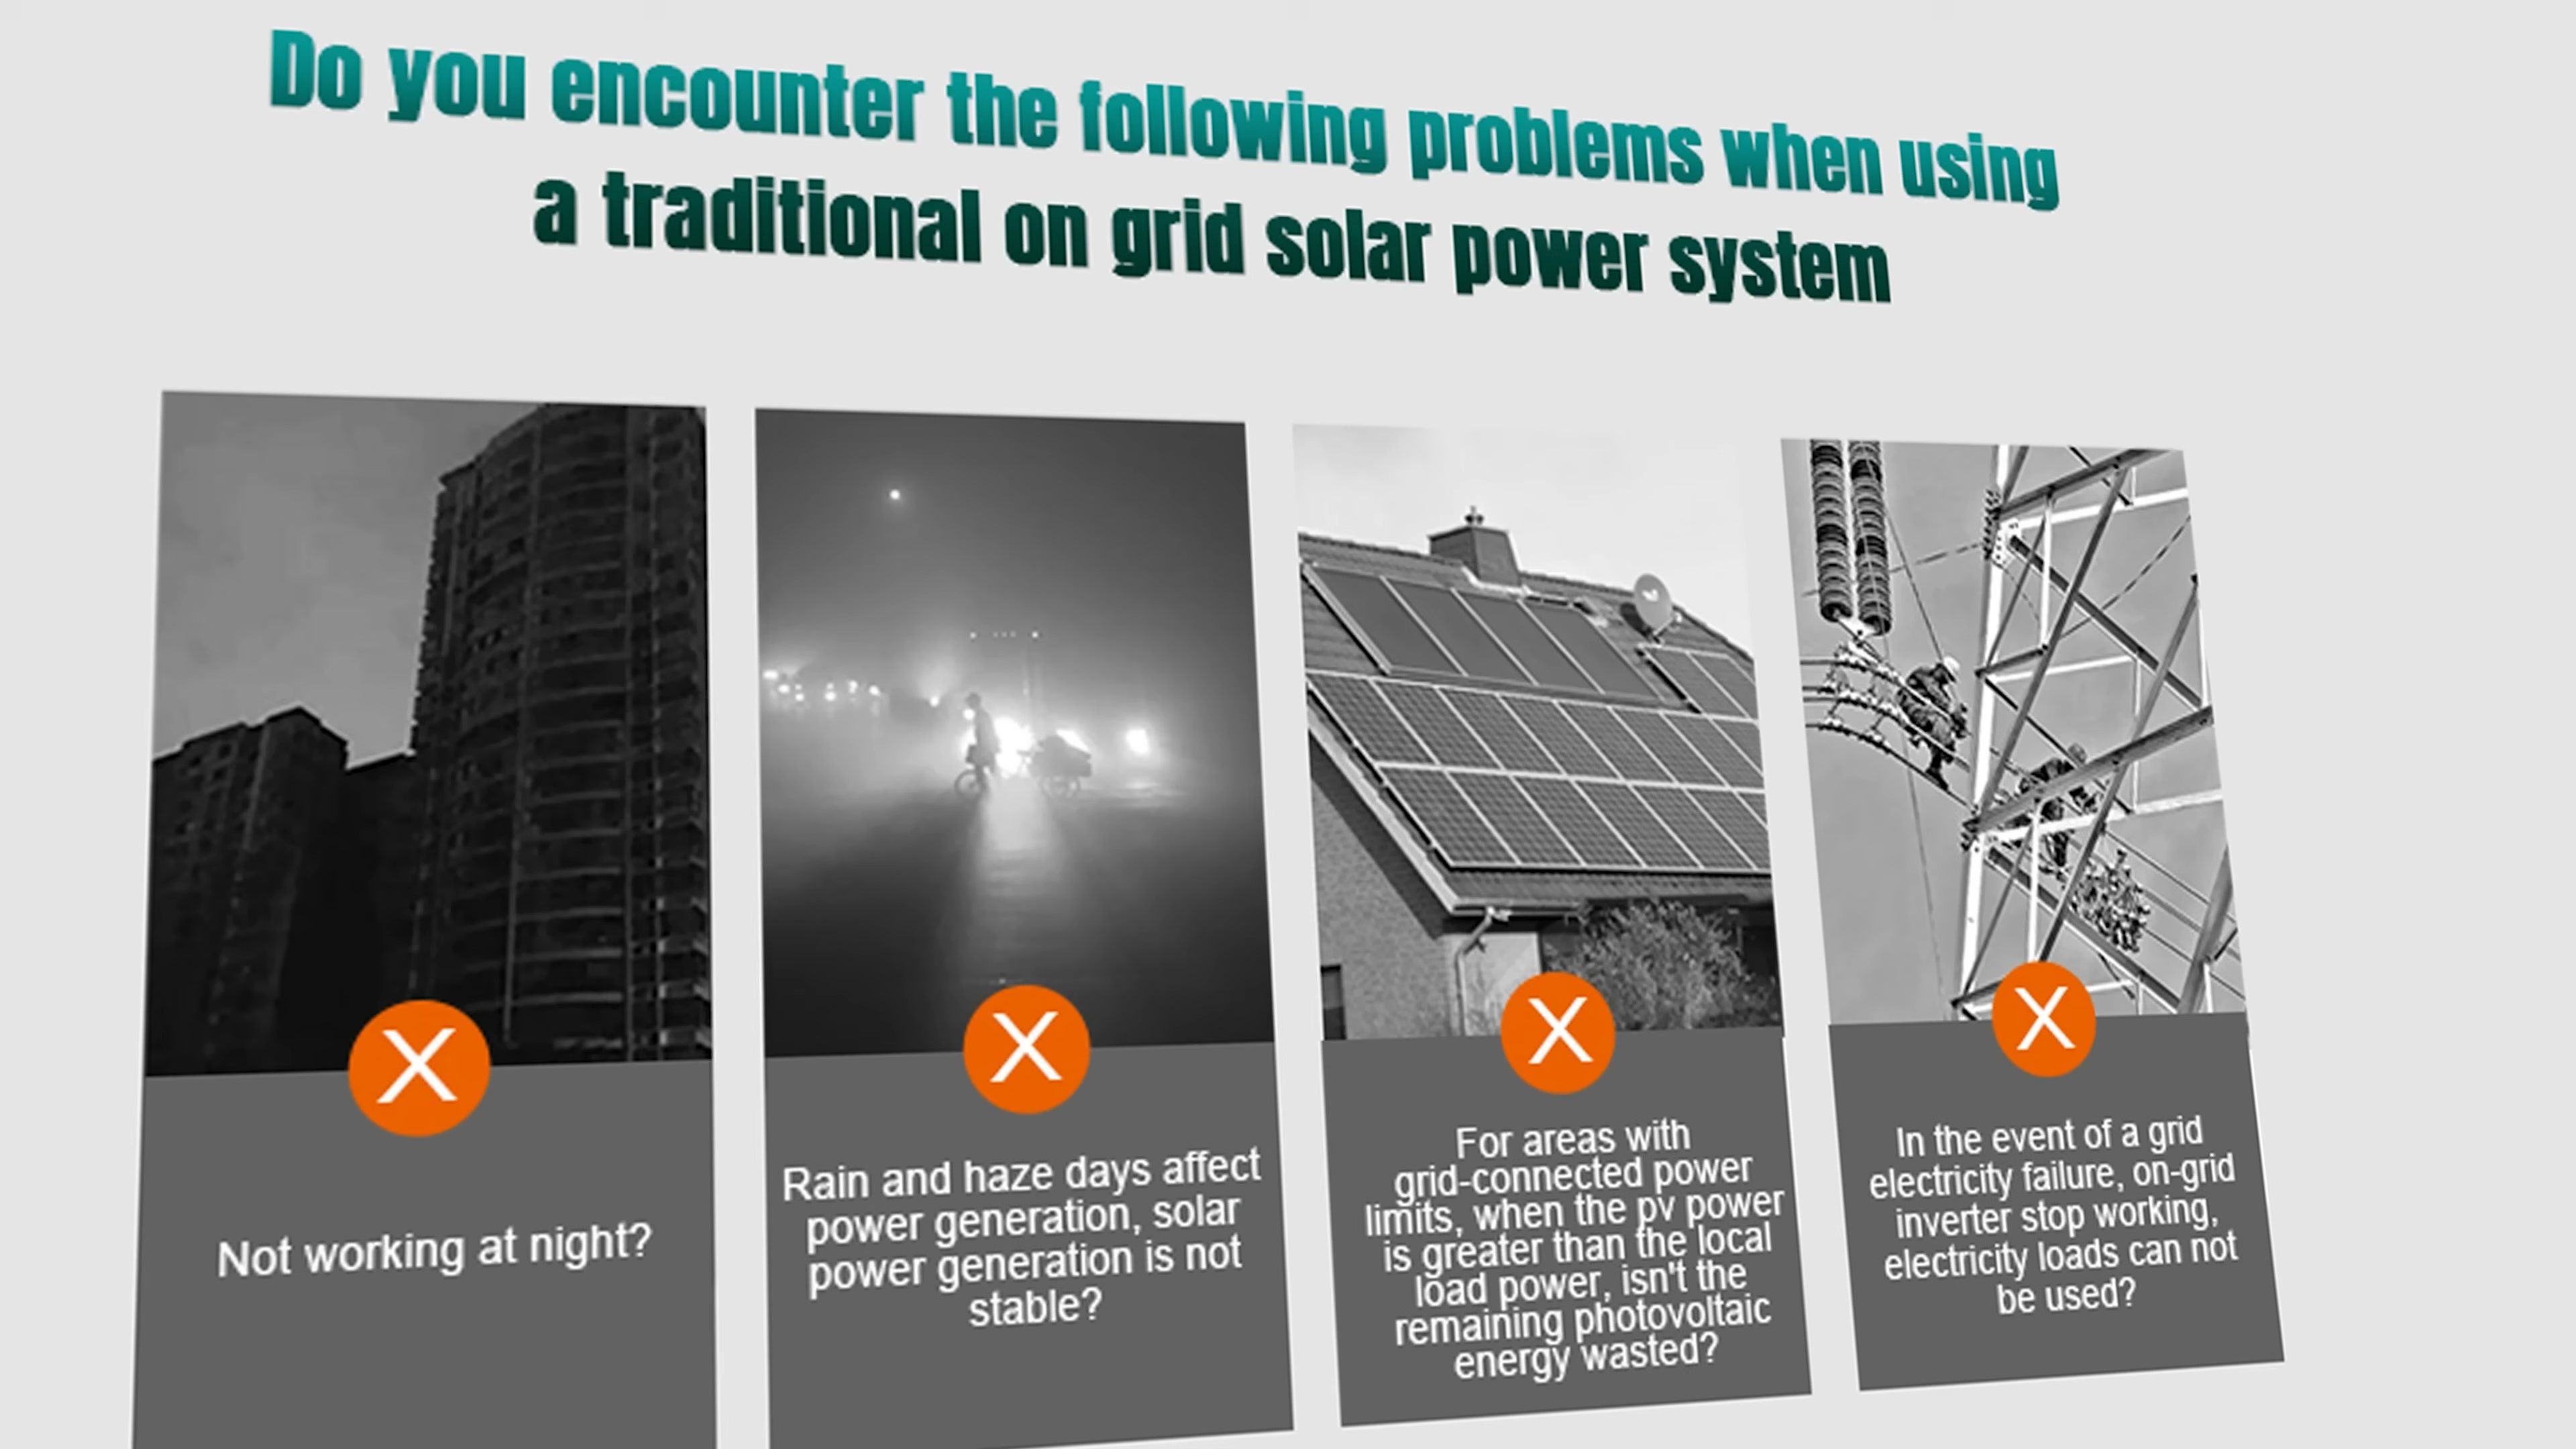 Do you encounter the following problems when using
a traditional on grid solar power system
X
Not working at night?
X
Rain and haze days affect
power generation, solar
power generation is not
stable?
X
For areas with
grid-connected power
limits, when the pv power
is greater than the local
load power, isn't the
remaining photovoltaic
energy wasted?
X
In the event of a grid
electricity failure, on-grid
inverter stop working,
electricity loads can not
be used?